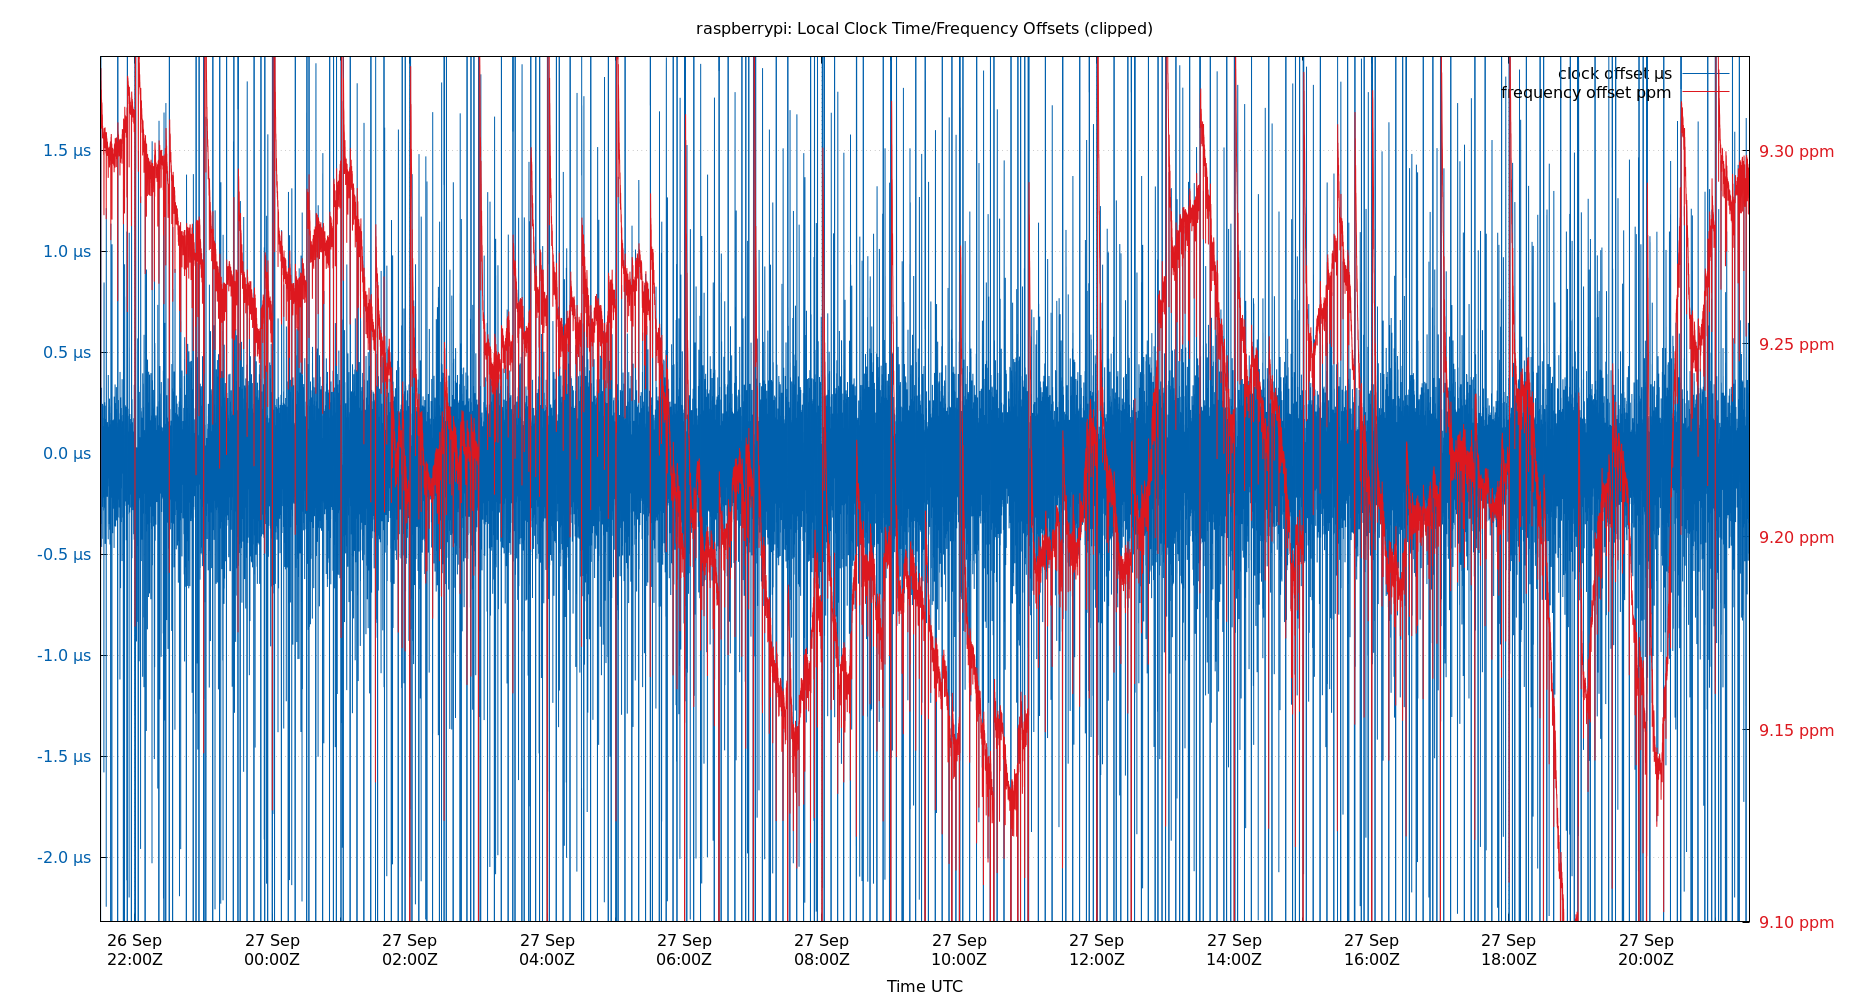 raspberrypi: Local Clock Time/Frequency Offsets (clipped)
clock offset µs
frequency offset ppm
1.5 µs
1.0 µs
0.5 µs
0.0 µs
-0.5 µs
-1.0 µs
-1.5 µs
-2.0 µs
9.30 ppm
9.25 ppm
9.20 ppm
9.15 ppm
9.10 ppm
26 Sep
22:00Z
27 Sep
00:00Z
27 Sep
02:00Z
27 Sep
04:00Z
27 Sep
06:00Z
27 Sep
08:00Z
27 Sep
10:00Z
27 Sep
12:00Z
27 Sep
14:00Z
27 Sep
16:00Z
27 Sep
18:00Z
27 Sep
20:00Z
Time UTC